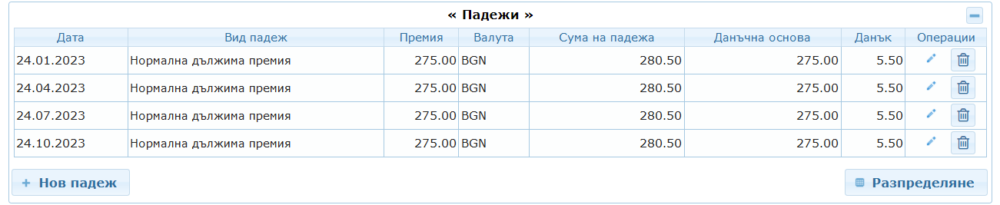 « Падежи »
Дата Вид падеж Премия Валута Сума на падежа Данъчна основа Данък Операции
24.01.2023 Нормална дължима премия 275.00 BGN 280.50 275.00 5.50
24.04.2023 Нормална дължима премия 275.00 BGN 280.50 275.00 5.50
24.07.2023 Нормална дължима премия 275.00 BGN 280.50 275.00 5.50
24.10.2023 Нормална дължима премия 275.00 BGN 280.50 275.00 5.50
+ Нов падеж Разпределяне